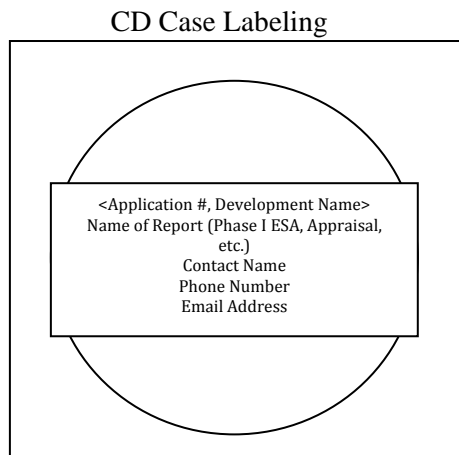 CD Case Labeling
<Application #, Development Name>
Name of Report (Phase I ESA, Appraisal,
etc.)
Contact Name
Phone Number
Email Address